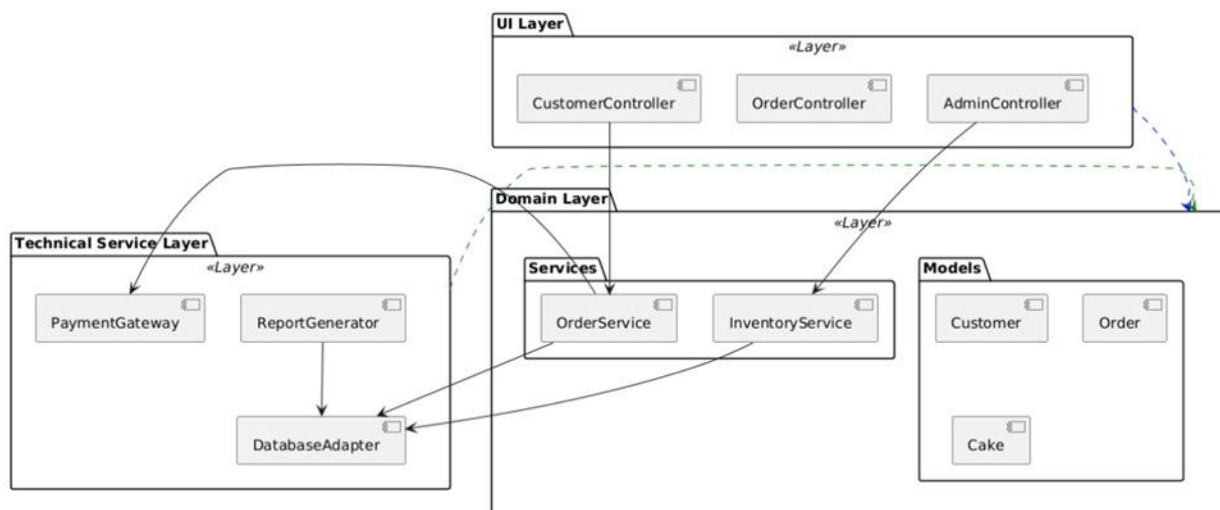 UI Layer
«Layer»
CustomerController
OrderController
AdminController
Domain Layer
«Layer»
Technical Service Layer
«Layer»
Services
Models
PaymentGateway
ReportGenerator
OrderService
InventoryService
Customer
Order
DatabaseAdapter
Cake